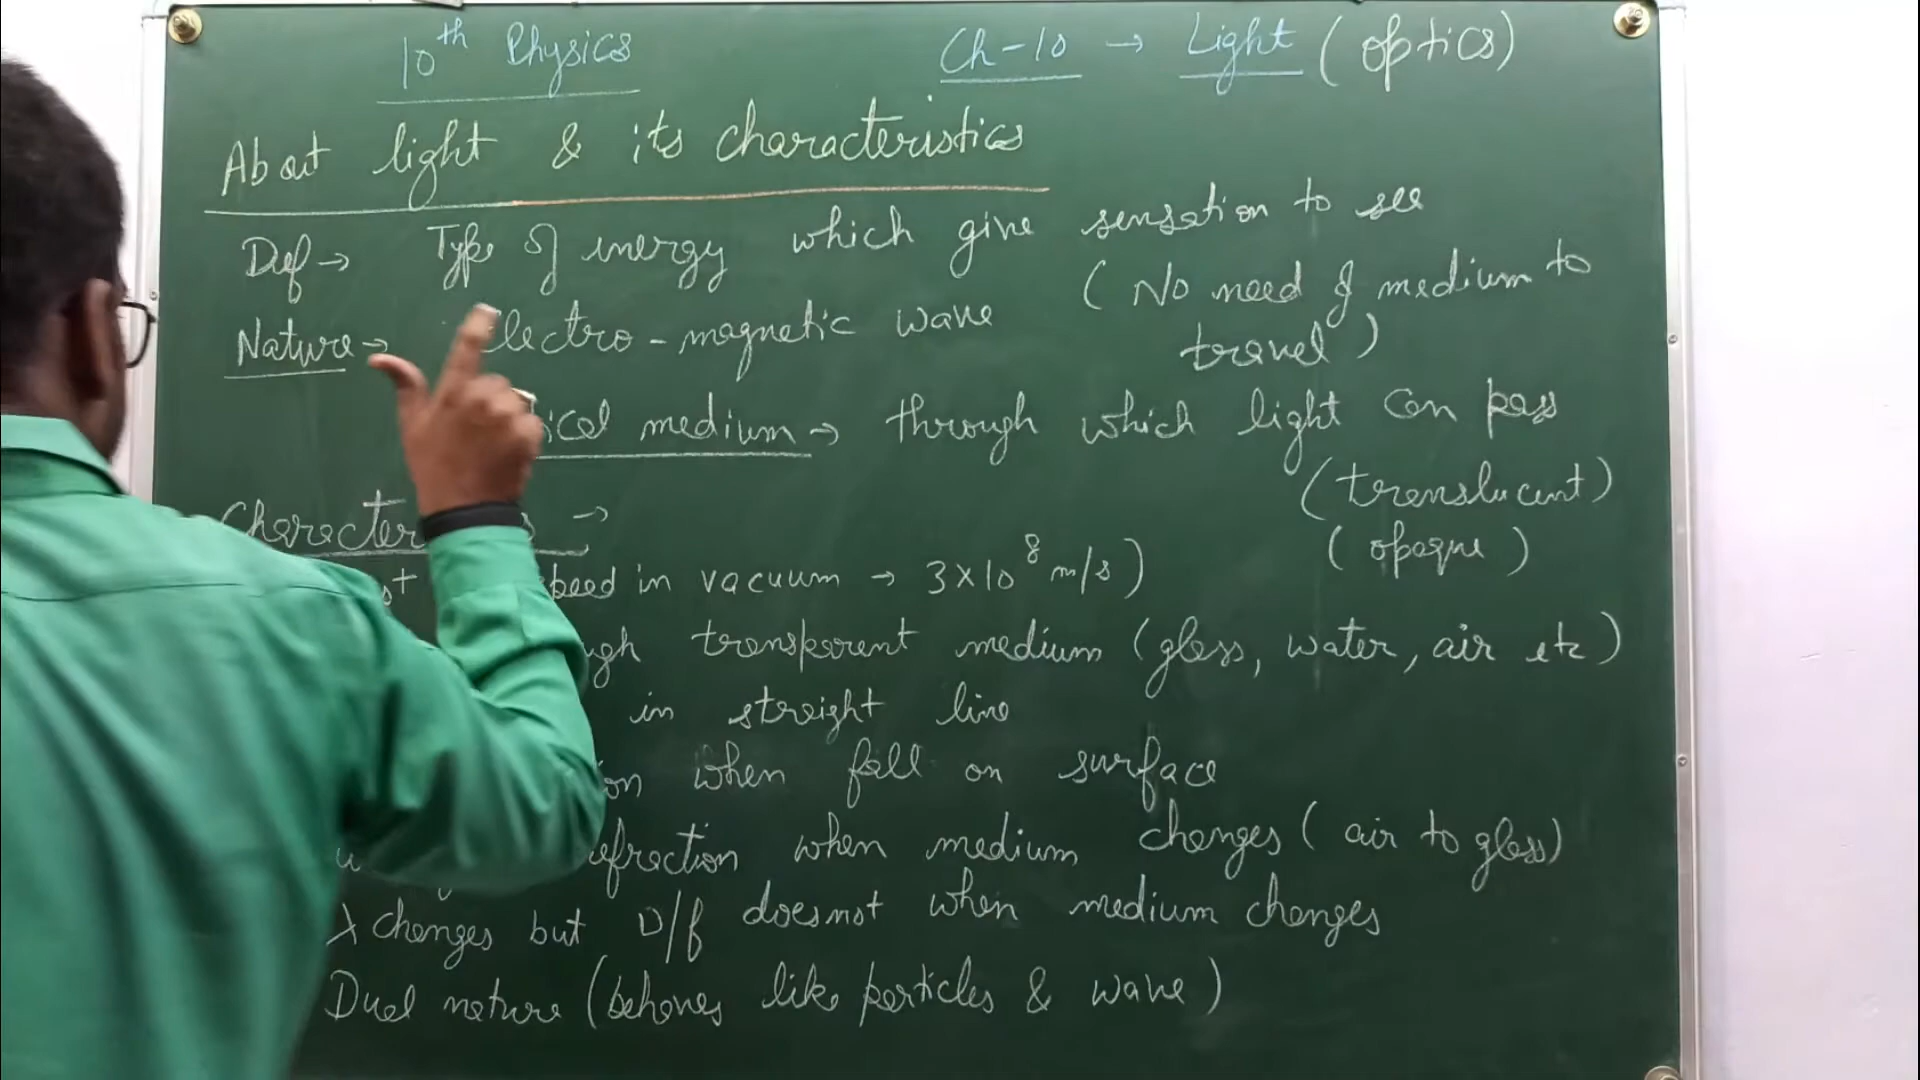 10th Physics Ch-10 → Light (optics)
About light & its characteristics
Def → Type of energy which give sensation to see
Nature → Electro-magnetic wave (No need of medium to travel)
medium → through which light can pass
(translucent)
(opaque)
→
speed in vacuum → 3×10^8 m/s)
transparent medium (glass, water, air etc)
in straight line
when fall on surface
when medium changes (air to glass)
λ changes but υ/f doesnot when medium changes
Dual nature (behaves like particles & wave)